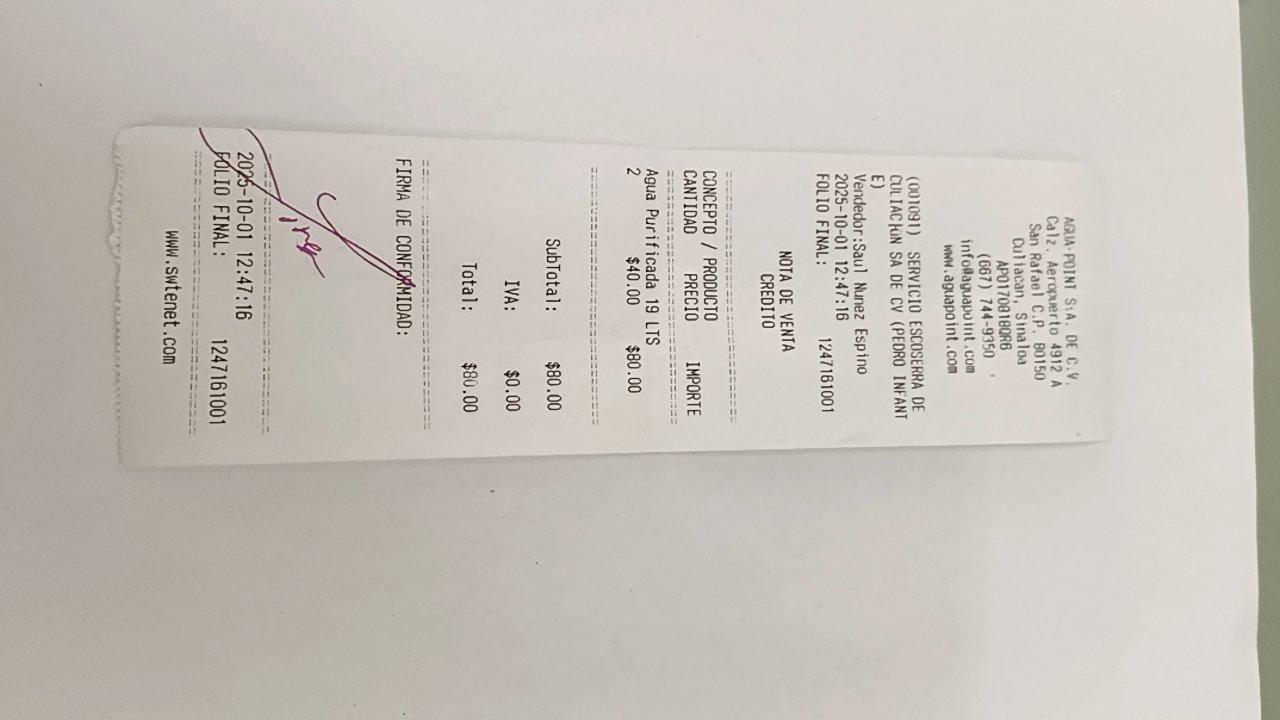 AGUA POINT S.A. DE C.V.
Calz. Aeropuerto 4912 A
San Rafael C.P. 80150
Culiacan, Sinaloa
APO170818QR6
(667) 744-9350
info@aguapoint.com
www.aguapoint.com
(001091) SERVICIO ESCOSERRA DE
CULIACHúN SA DE CV (PEDRO INFANT
E)
Vendedor:Saul Nunez Espino
2025-10-01 12:47:16
FOLIO FINAL: 1247161001
NOTA DE VENTA
CREDITO
CONCEPTO / PRODUCTO
CANTIDAD PRECIO IMPORTE
Agua Purificada 19 LTS
2 $40.00 $80.00
SubTotal: $80.00
IVA: $0.00
Total: $80.00
FIRMA DE CONFORMIDAD:
2025-10-01 12:47:16
FOLIO FINAL: 1247161001
www.swtenet.com